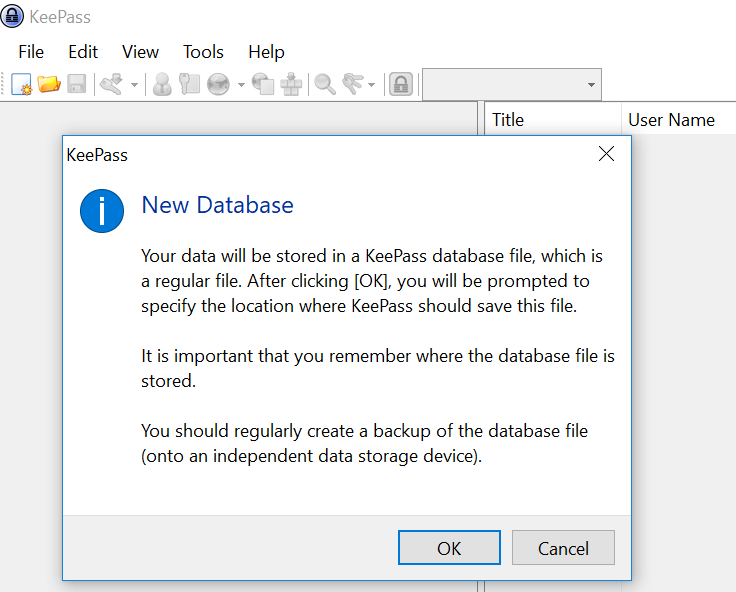 KeePass
File Edit View Tools Help
Title User Name
KeePass
New Database
Your data will be stored in a KeePass database file, which is
a regular file. After clicking [OK], you will be prompted to
specify the location where KeePass should save this file.
It is important that you remember where the database file is
stored.
You should regularly create a backup of the database file
(onto an independent data storage device).
OK Cancel